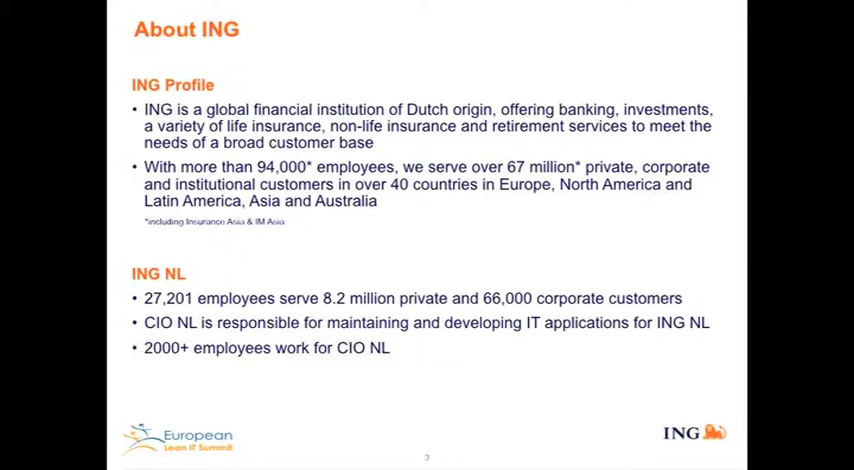 About ING
ING Profile
• ING is a global financial institution of Dutch origin, offering banking, investments,
a variety of life insurance, non-life insurance and retirement services to meet the
needs of a broad customer base
• With more than 94,000* employees, we serve over 67 million* private, corporate
and institutional customers in over 40 countries in Europe, North America and
Latin America, Asia and Australia
*including Insurance Asia & IM Asia
ING NL
• 27,201 employees serve 8.2 million private and 66,000 corporate customers
• CIO NL is responsible for maintaining and developing IT applications for ING NL
• 2000+ employees work for CIO NL
European
Lean IT Summit
ING
3